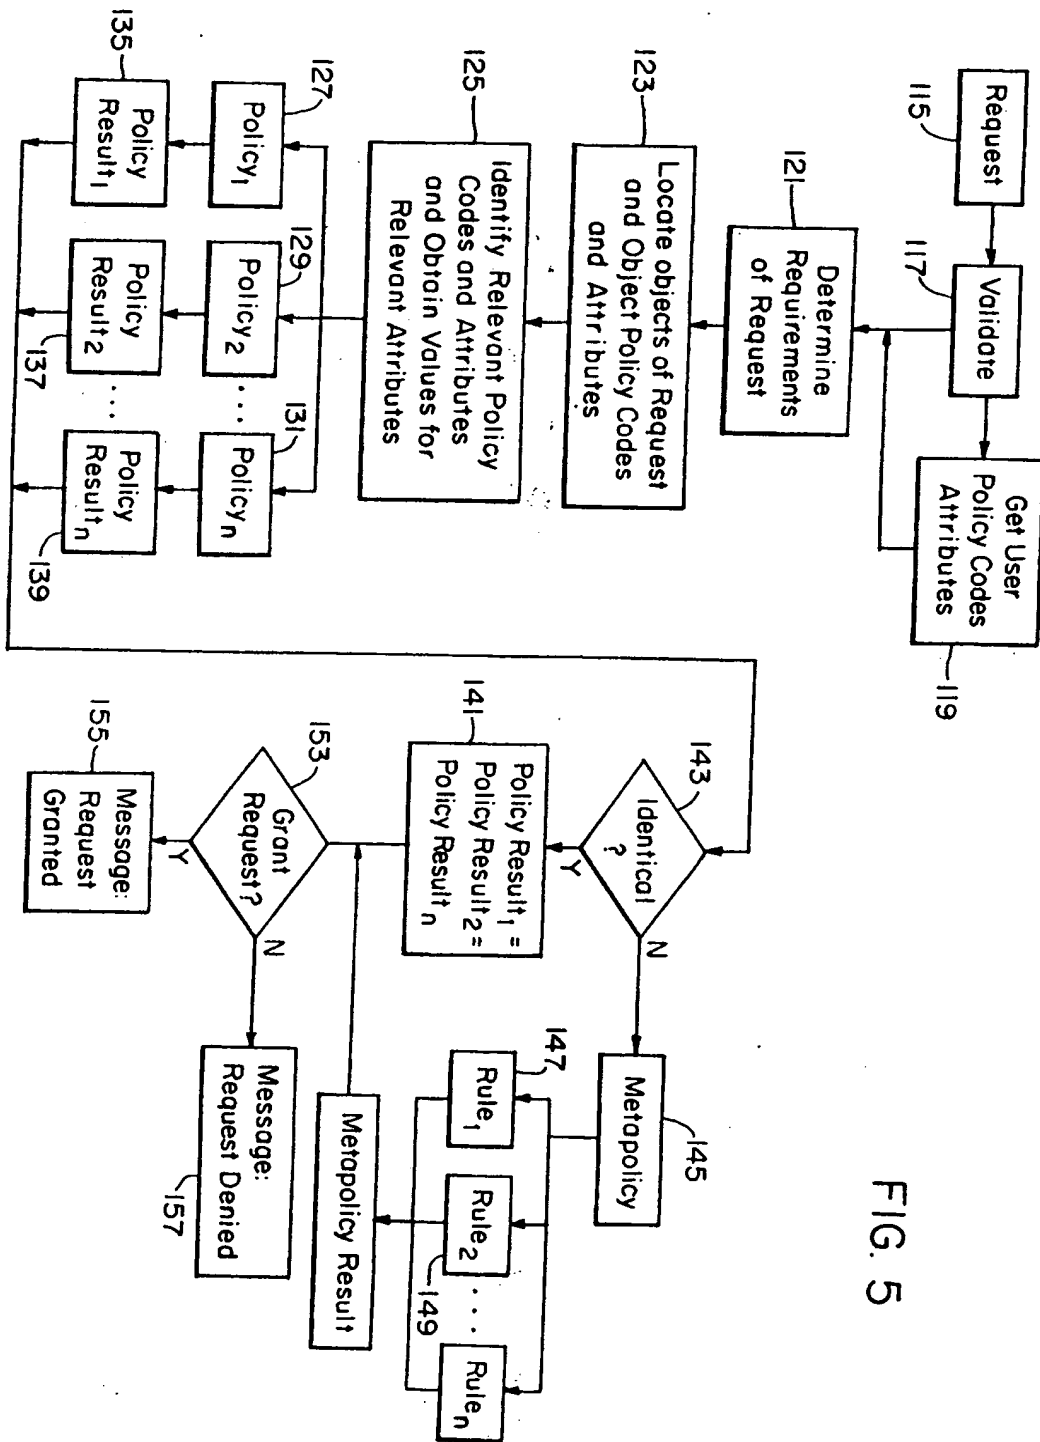 FIG. 5
Request
115
Validate
117
Get User
Policy Codes
Attributes
119
Determine
Requirements
of Request
121
Locate objects of Request
and Object Policy Codes
and Attributes
123
Identify Relevant Policy
Codes and Attributes
and Obtain Values for
Relevant Attributes
125
Policy1
127
Policy2
129
. . .
Policyn
131
Policy
Result1
135
Policy
Result2
137
. . .
Policy
Resultn
139
Identical
?
143
Y
N
Policy Result1 =
Policy Result2 =
Policy Resultn
141
Metapolicy
145
Rule1
147
Rule2
149
. . .
Rulen
Metapolicy Result
Grant
Request?
153
Y
N
Message:
Request
Granted
155
Message:
Request Denied
157